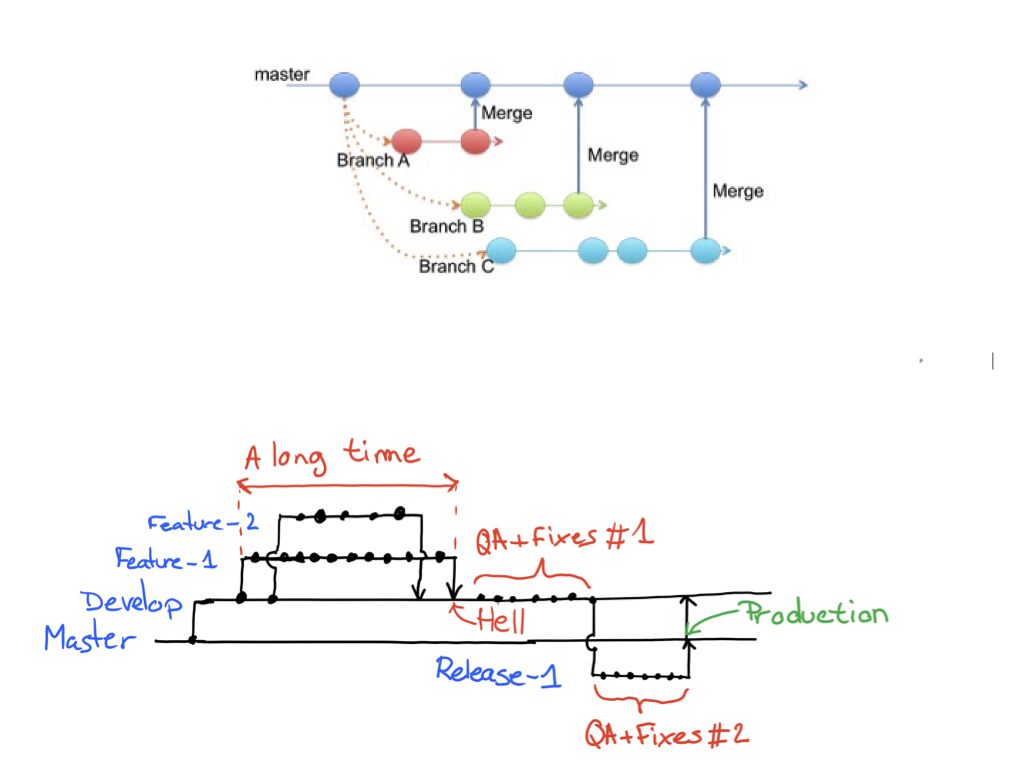 master
Merge
Branch A
Merge
Merge
Branch B
Branch C
A long time
Feature-2
QA+Fixes #1
Feature-1
Develop
Hell
Production
Master
Release-1
QA+Fixes #2